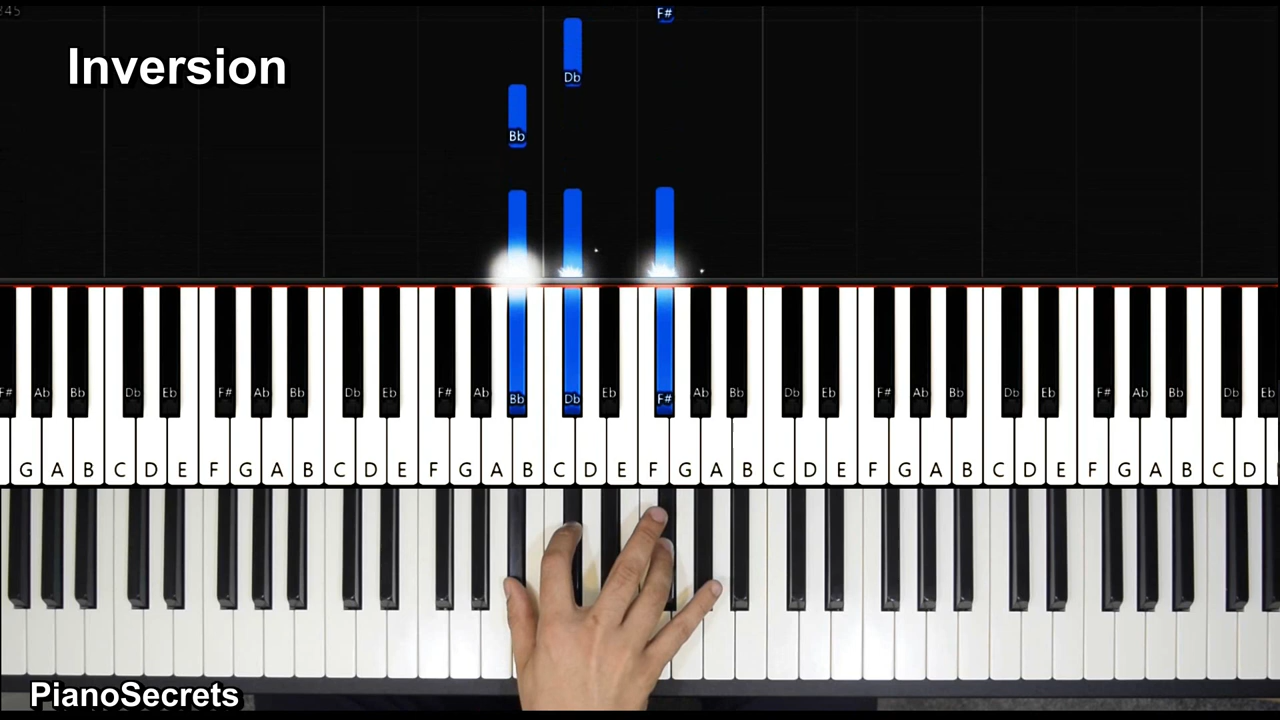 345
F#
Inversion
Db
Bb
F# Ab Bb Db Eb F# Ab Bb Db Eb F# Ab Bb Db Eb F# Ab Bb Db Eb F# Ab Bb Db Eb F# Ab Bb Db Eb
G A B C D E F G A B C D E F G A B C D E F G A B C D E F G A B C D E F G A B C D
PianoSecrets